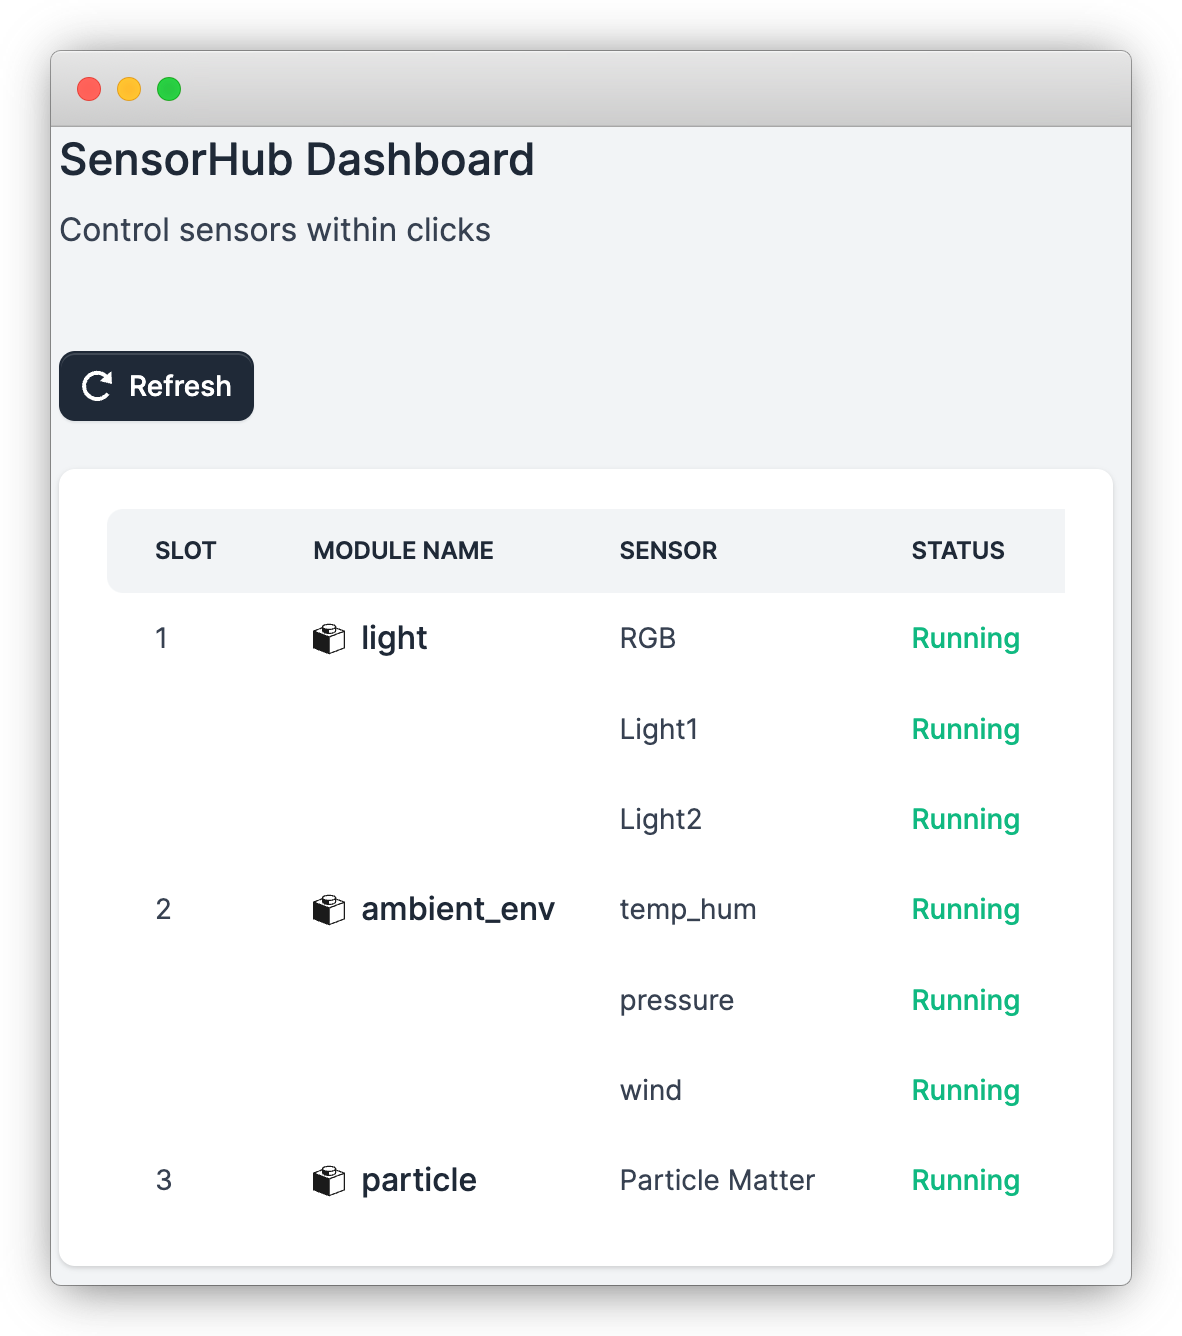 SensorHub Dashboard
Control sensors within clicks
Refresh
SLOT MODULE NAME SENSOR STATUS
1 light RGB Running
Light1 Running
Light2 Running
2 ambient_env temp_hum Running
pressure Running
wind Running
3 particle Particle Matter Running